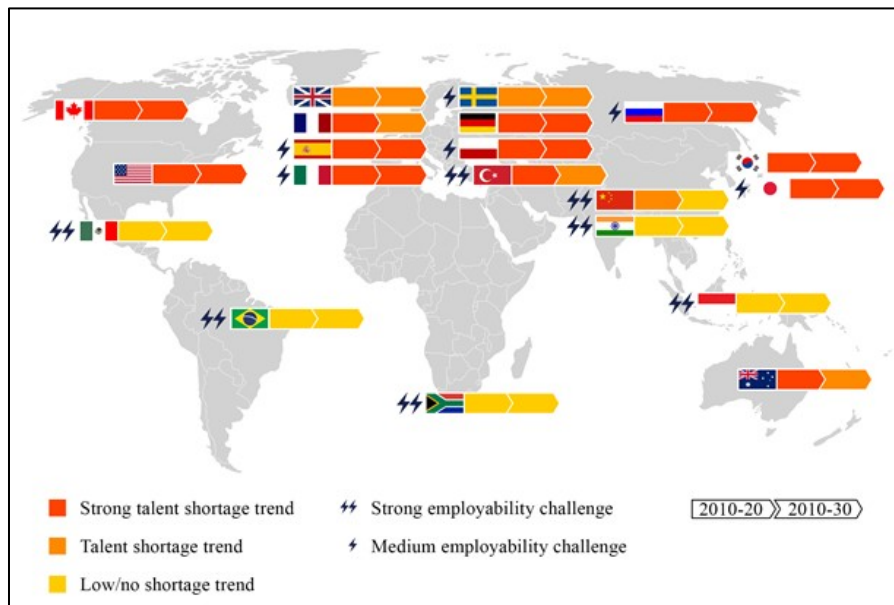 Strong talent shortage trend
Strong employability challenge
2010-20
2010-30
Talent shortage trend
Medium employability challenge
Low/no shortage trend